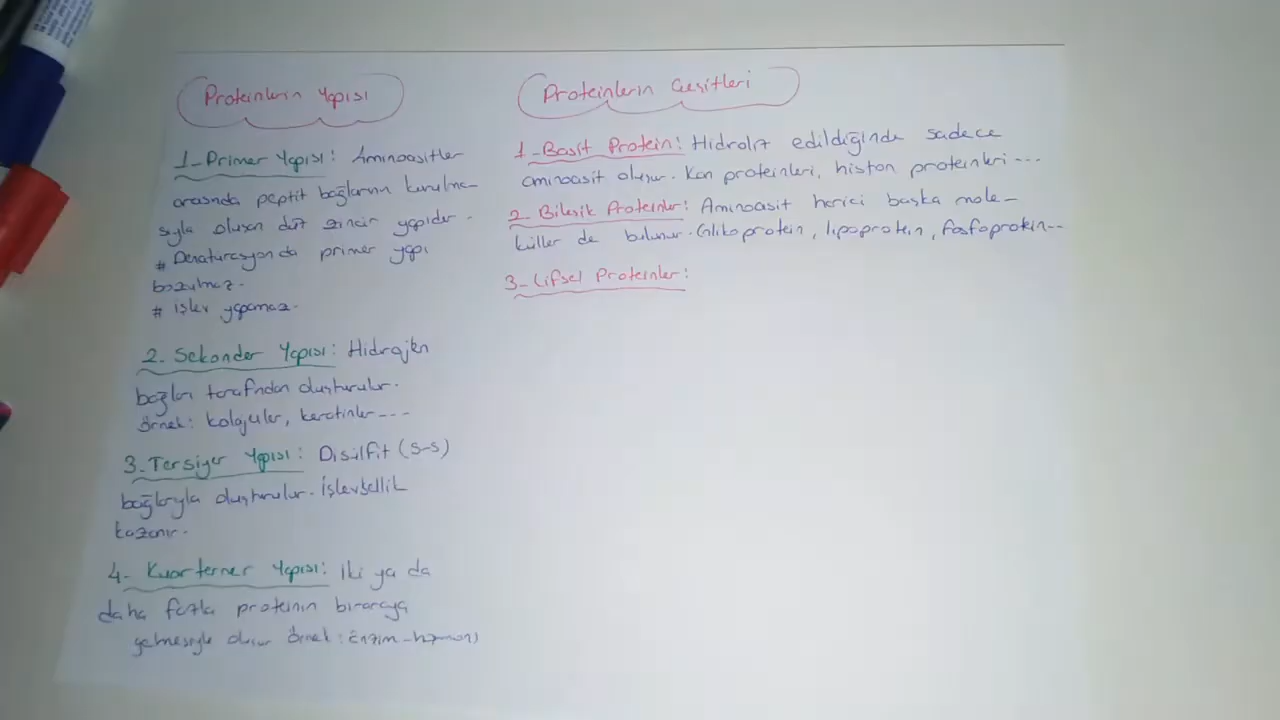 Proteinlerin Yapısı
1-Primer Yapısı: Aminoasitler
arasında peptit bağlarının kurulma-
sıyla oluşan düz zincir yapıdır.
# Denaturasyonda primer yapı
bozulmaz.
# işlev yapamaz.
2- Sekonder Yapısı: Hidrojen
bağları tarafından oluşturulur.
Örnek: kolajenler, keratinler---
3-Tersiyer Yapısı: Disülfit (s-s)
bağlarıyla oluşturulur. İşlevsellik
kazanır.
4- Kuarterner Yapısı: İki ya da
daha fazla proteinin biraraya
gelmesiyle oluşur Örnek: Enzim-hormon)
Proteinlerin Çeşitleri
1-Basit Protein: Hidroliz edildiğinde sadece
aminoasit oluşur. Kan proteinleri, histon proteinleri...
2- Bileşik Proteinler: Aminoasit harici başka mole-
küller de bulunur. Glikoprotein, lipoprotein, fosfoprotein...
3-Lifsel Proteinler: